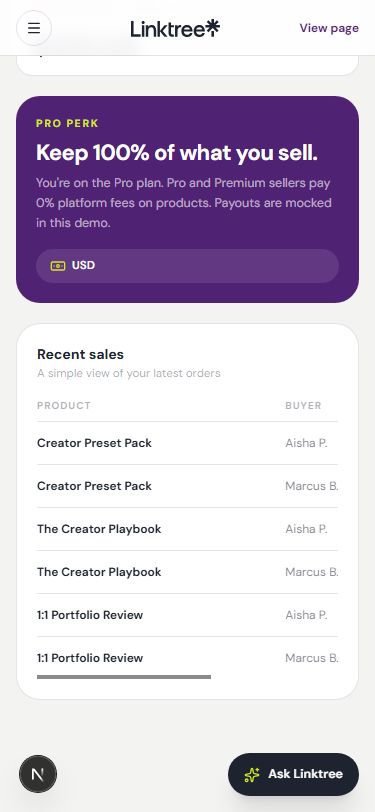 Linktree
View page
PRO PERK
Keep 100% of what you sell.
You're on the Pro plan. Pro and Premium sellers pay
0% platform fees on products. Payouts are mocked
in this demo.
USD
Recent sales
A simple view of your latest orders
PRODUCT BUYER
Creator Preset Pack Aisha P.
Creator Preset Pack Marcus B.
The Creator Playbook Aisha P.
The Creator Playbook Marcus B.
1:1 Portfolio Review Aisha P.
1:1 Portfolio Review Marcus B.
N Ask Linktree